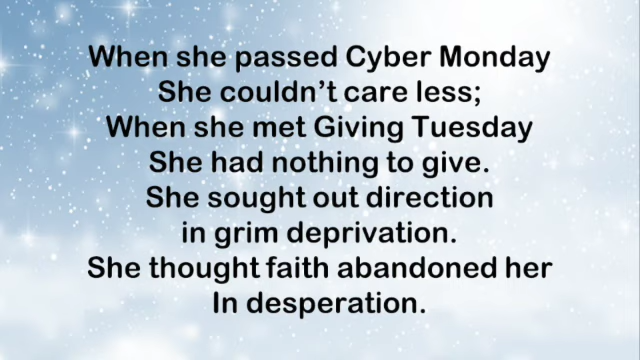 When she passed Cyber Monday
She couldn’t care less;
When she met Giving Tuesday
She had nothing to give.
She sought out direction
in grim deprivation.
She thought faith abandoned her
In desperation.